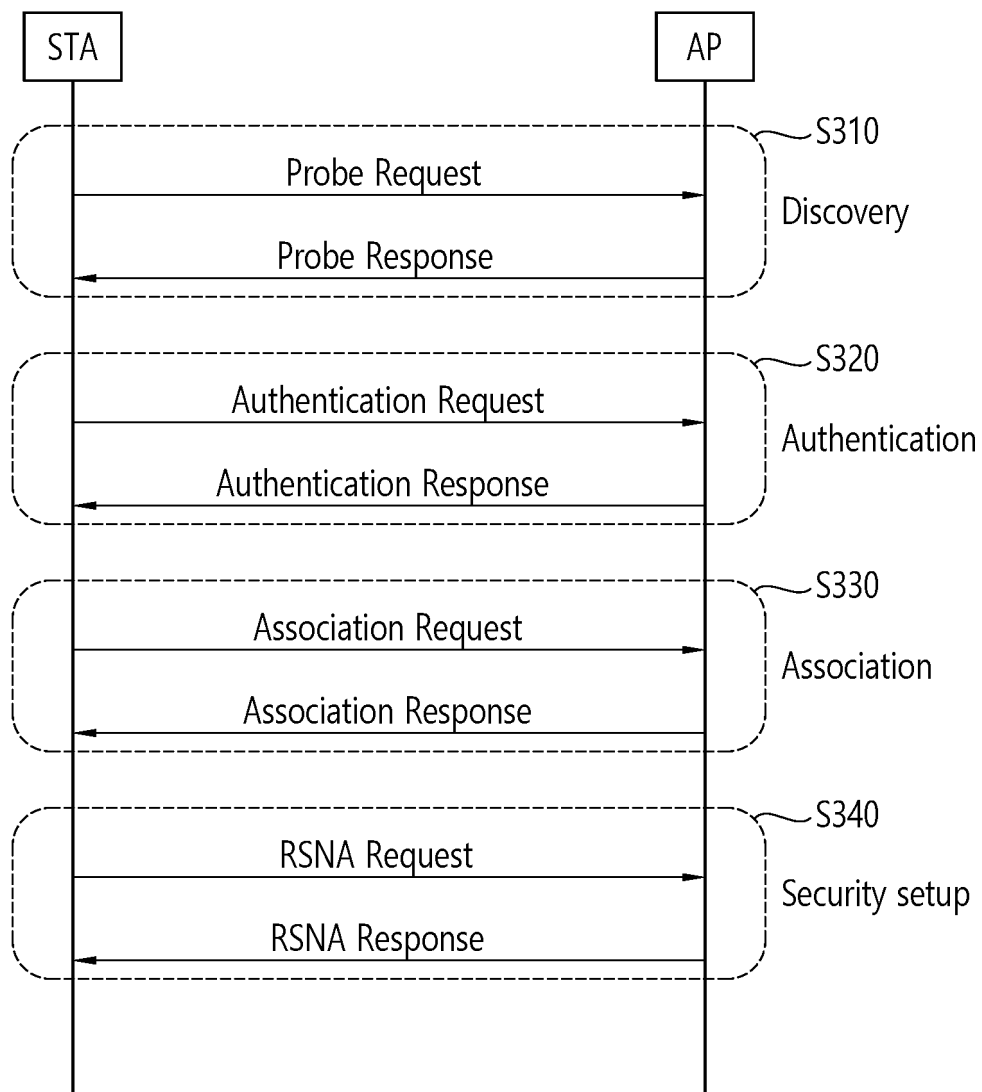 STA
AP
S310
Probe Request
Discovery
Probe Response
S320
Authentication Request
Authentication
Authentication Response
S330
Association Request
Association
Association Response
S340
RSNA Request
Security setup
RSNA Response